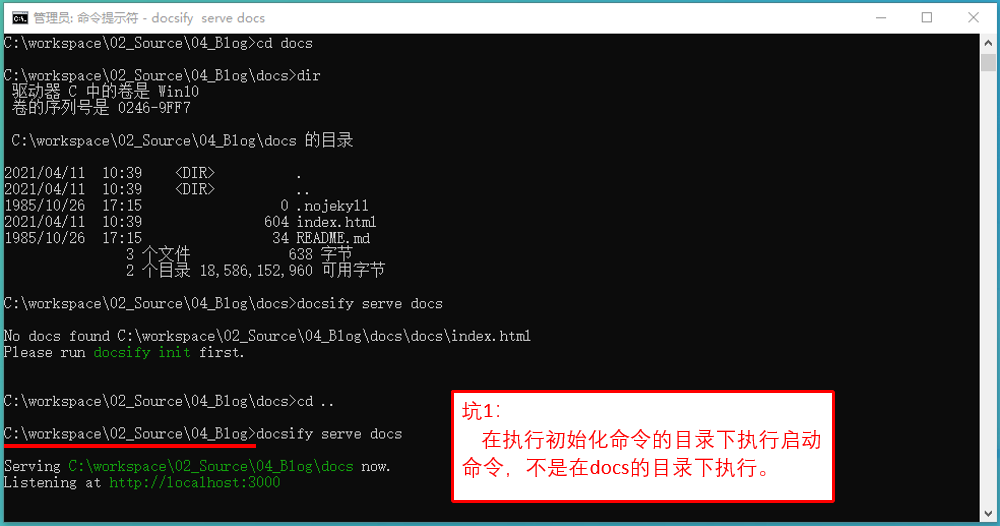 管理员: 命令提示符 - docsify  serve docs
C:\workspace\02_Source\04_Blog>cd docs
C:\workspace\02_Source\04_Blog\docs>dir
驱动器 C 中的卷是 Win10
卷的序列号是 0246-9FF7
C:\workspace\02_Source\04_Blog\docs 的目录
2021/04/11  10:39    <DIR>          .
2021/04/11  10:39    <DIR>          ..
1985/10/26  17:15                 0 .nojekyll
2021/04/11  10:39               604 index.html
1985/10/26  17:15                34 README.md
3 个文件            638 字节
2 个目录 18,586,152,960 可用字节
C:\workspace\02_Source\04_Blog\docs>docsify serve docs
No docs found C:\workspace\02_Source\04_Blog\docs\docs\index.html
Please run docsify init first.
C:\workspace\02_Source\04_Blog\docs>cd ..
C:\workspace\02_Source\04_Blog>docsify serve docs
Serving C:\workspace\02_Source\04_Blog\docs now.
Listening at http://localhost:3000
坑1：
在执行初始化命令的目录下执行启动
命令，不是在docs的目录下执行。